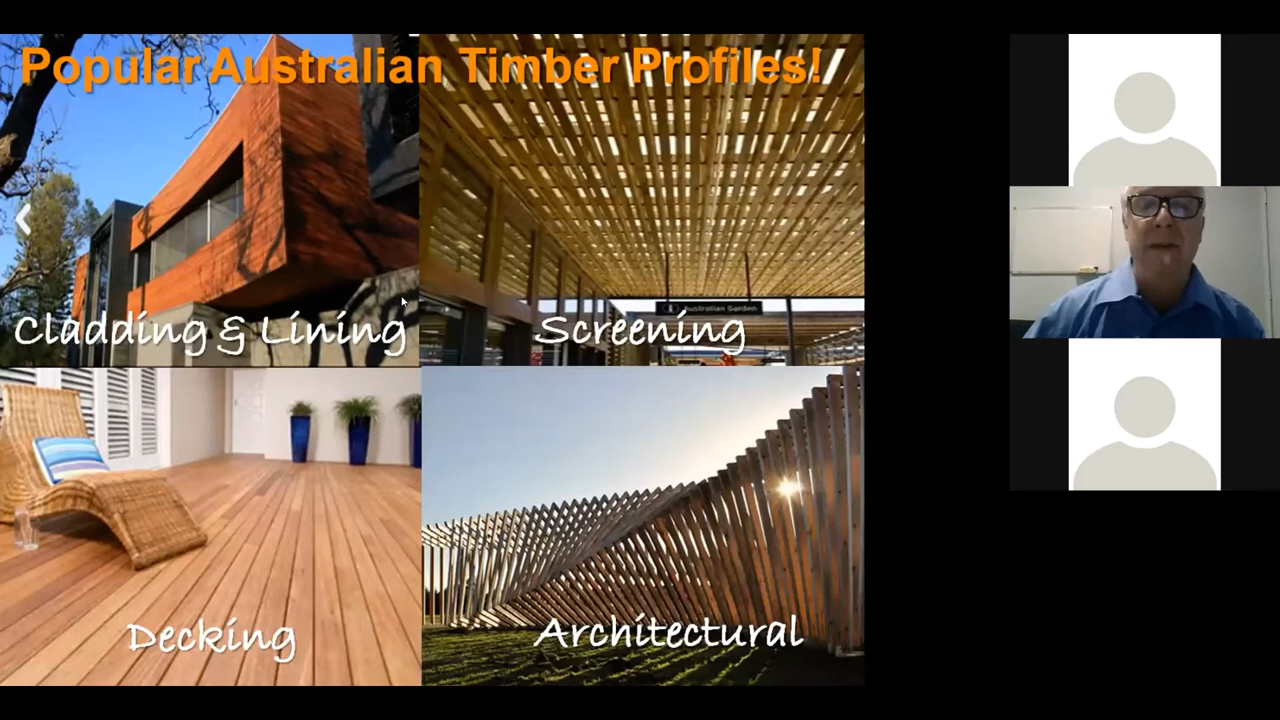 Popular Australian Timber Profiles!
Cladding & Lining
Screening
Australian Garden
Decking
Architectural